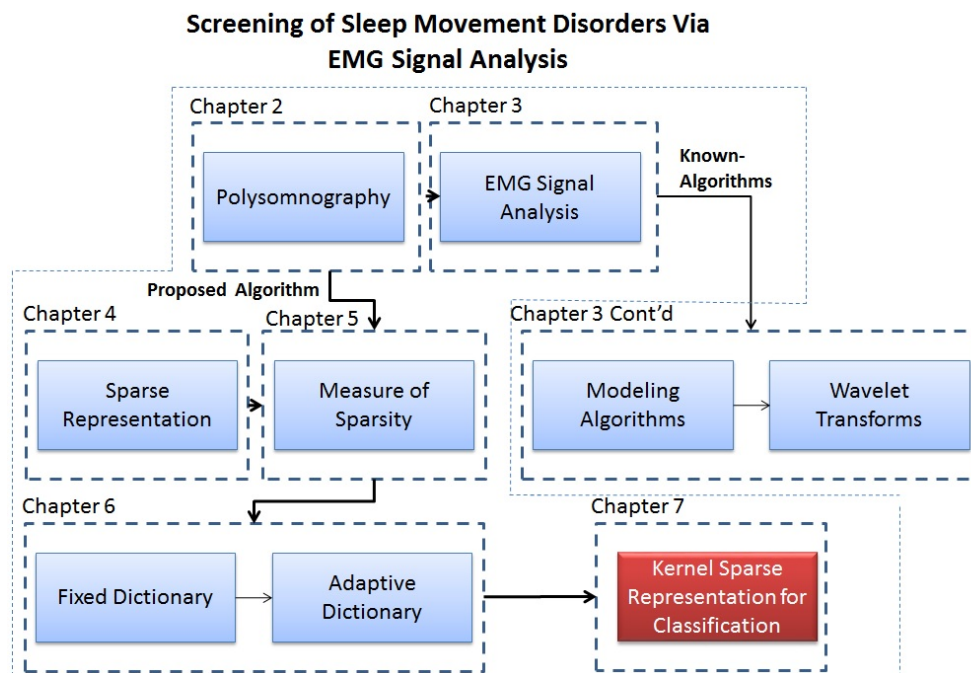 Screening of Sleep Movement Disorders Via
EMG Signal Analysis
Chapter 2
Chapter 3
Polysomnography
EMG Signal
Analysis
Known-
Algorithms
Proposed Algorithm
Chapter 4
Chapter 5
Chapter 3 Cont'd
Sparse
Representation
Measure of
Sparsity
Modeling
Algorithms
Wavelet
Transforms
Chapter 6
Chapter 7
Fixed Dictionary
Adaptive
Dictionary
Kernel Sparse
Representation for
Classification